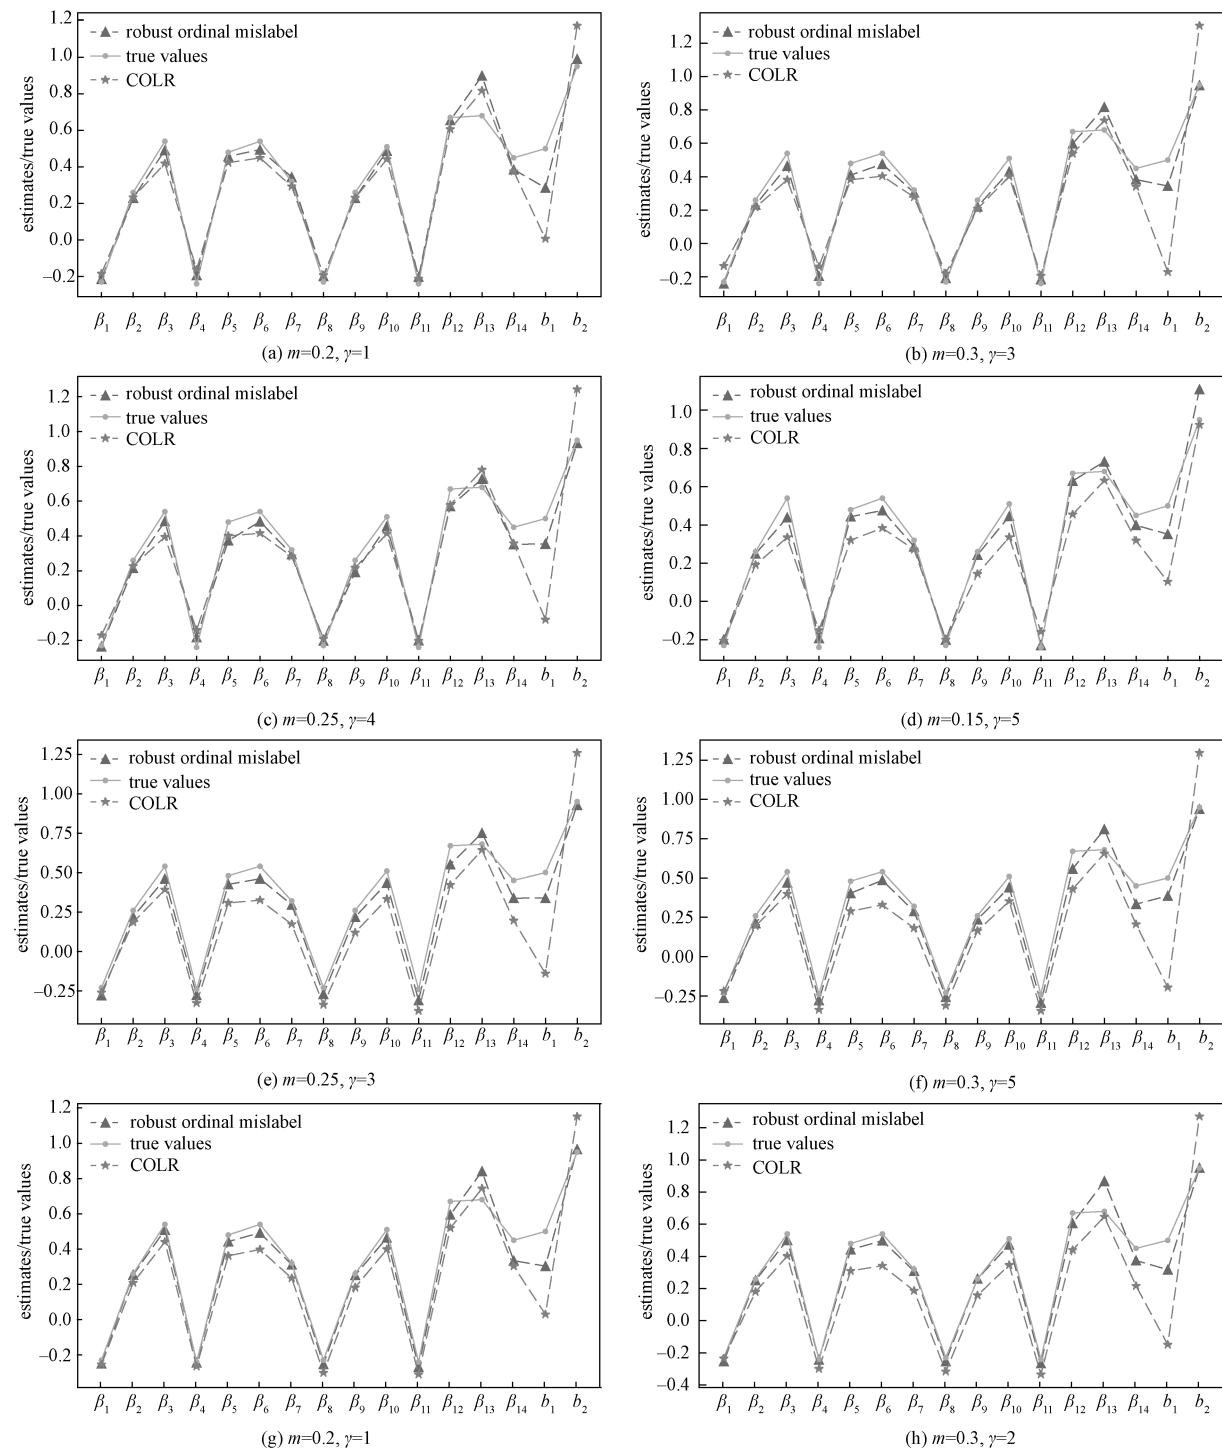 1.2
1.0
0.8
0.6
0.4
0.2
0.0
−0.2
estimates/true values
robust ordinal mislabel
true values
COLR
β1 β2 β3 β4 β5 β6 β7 β8 β9 β10 β11 β12 β13 β14 b1 b2
(a) m=0.2, γ=1
1.2
1.0
0.8
0.6
0.4
0.2
0.0
−0.2
estimates/true values
robust ordinal mislabel
true values
COLR
β1 β2 β3 β4 β5 β6 β7 β8 β9 β10 β11 β12 β13 β14 b1 b2
(b) m=0.3, γ=3
1.2
1.0
0.8
0.6
0.4
0.2
0.0
−0.2
estimates/true values
robust ordinal mislabel
true values
COLR
β1 β2 β3 β4 β5 β6 β7 β8 β9 β10 β11 β12 β13 β14 b1 b2
(c) m=0.25, γ=4
1.0
0.8
0.6
0.4
0.2
0.0
−0.2
estimates/true values
robust ordinal mislabel
true values
COLR
β1 β2 β3 β4 β5 β6 β7 β8 β9 β10 β11 β12 β13 β14 b1 b2
(d) m=0.15, γ=5
1.25
1.00
0.75
0.50
0.25
0.00
−0.25
estimates/true values
robust ordinal mislabel
true values
COLR
β1 β2 β3 β4 β5 β6 β7 β8 β9 β10 β11 β12 β13 β14 b1 b2
(e) m=0.25, γ=3
1.25
1.00
0.75
0.50
0.25
0.00
−0.25
estimates/true values
robust ordinal mislabel
true values
COLR
β1 β2 β3 β4 β5 β6 β7 β8 β9 β10 β11 β12 β13 β14 b1 b2
(f) m=0.3, γ=5
1.2
1.0
0.8
0.6
0.4
0.2
0.0
−0.2
estimates/true values
robust ordinal mislabel
true values
COLR
β1 β2 β3 β4 β5 β6 β7 β8 β9 β10 β11 β12 β13 β14 b1 b2
(g) m=0.2, γ=1
1.2
1.0
0.8
0.6
0.4
0.2
0.0
−0.2
−0.4
estimates/true values
robust ordinal mislabel
true values
COLR
β1 β2 β3 β4 β5 β6 β7 β8 β9 β10 β11 β12 β13 β14 b1 b2
(h) m=0.3, γ=2